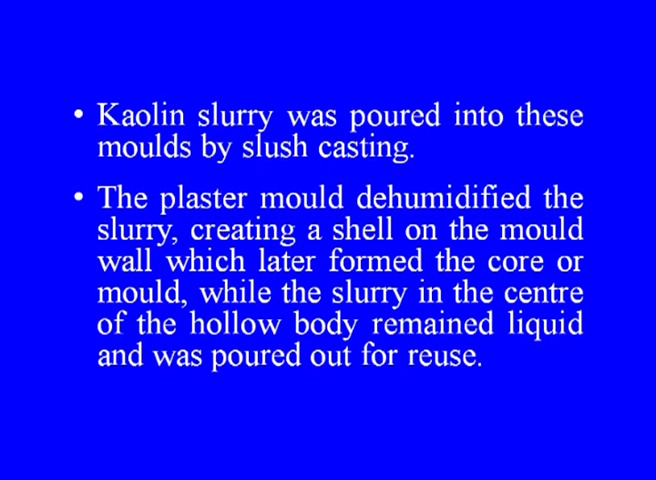 • Kaolin slurry was poured into these
moulds by slush casting.
• The plaster mould dehumidified the
slurry, creating a shell on the mould
wall which later formed the core or
mould, while the slurry in the centre
of the hollow body remained liquid
and was poured out for reuse.